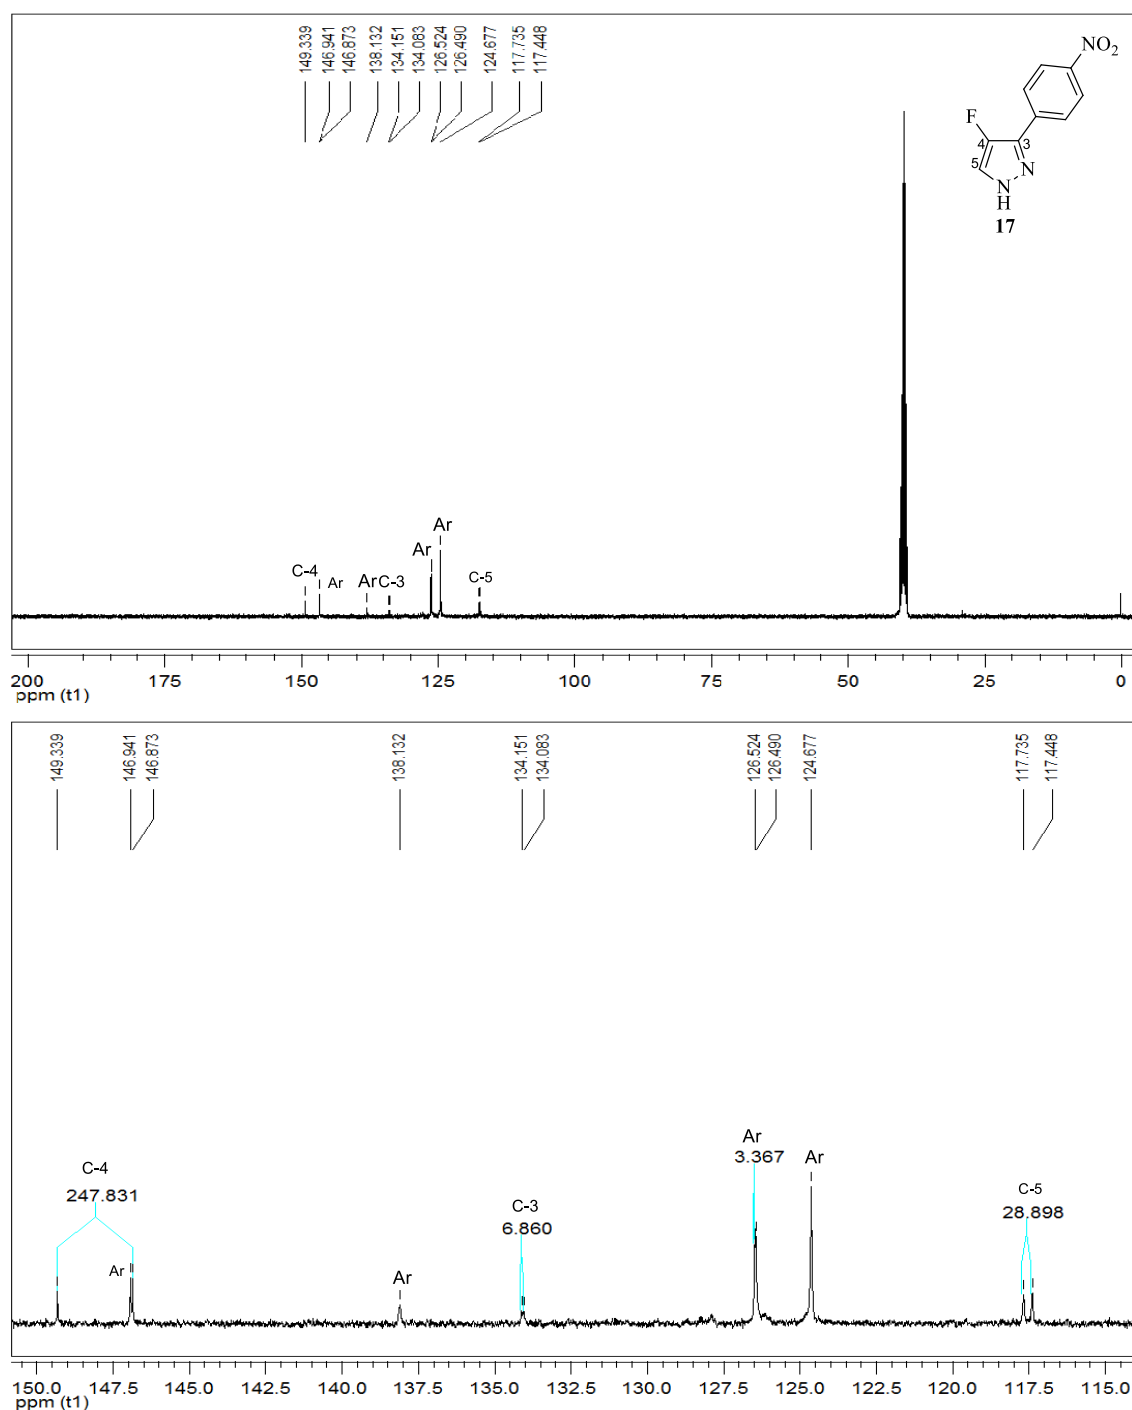 149.339
146.941
146.873
138.132
134.151
134.083
126.524
126.490
124.677
117.735
117.448
NO2
F
4
3
5
N
N
H
17
Ar
Ar
C-4
Ar
Ar
C-3
C-5
200 175 150 125 100 75 50 25 0
ppm (t1)
149.339
146.941
146.873
138.132
134.151
134.083
126.524
126.490
124.677
117.735
117.448
C-4
247.831
Ar
Ar
C-3
6.860
Ar
3.367
Ar
C-5
28.898
150.0 147.5 145.0 142.5 140.0 137.5 135.0 132.5 130.0 127.5 125.0 122.5 120.0 117.5 115.0
ppm (t1)